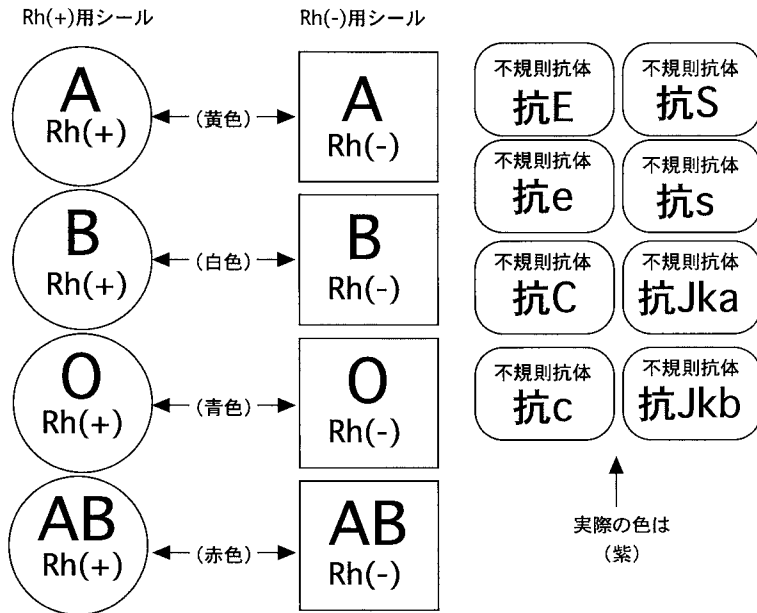 Rh(+)用シール
A
Rh(+)
B
Rh(+)
O
Rh(+)
AB
Rh(+)
(黄色)
(白色)
(青色)
(赤色)
Rh(-)用シール
A
Rh(-)
B
Rh(-)
O
Rh(-)
AB
Rh(-)
不規則抗体
抗E
不規則抗体
抗S
不規則抗体
抗e
不規則抗体
抗s
不規則抗体
抗C
不規則抗体
抗Jka
不規則抗体
抗c
不規則抗体
抗Jkb
実際の色は
(紫)